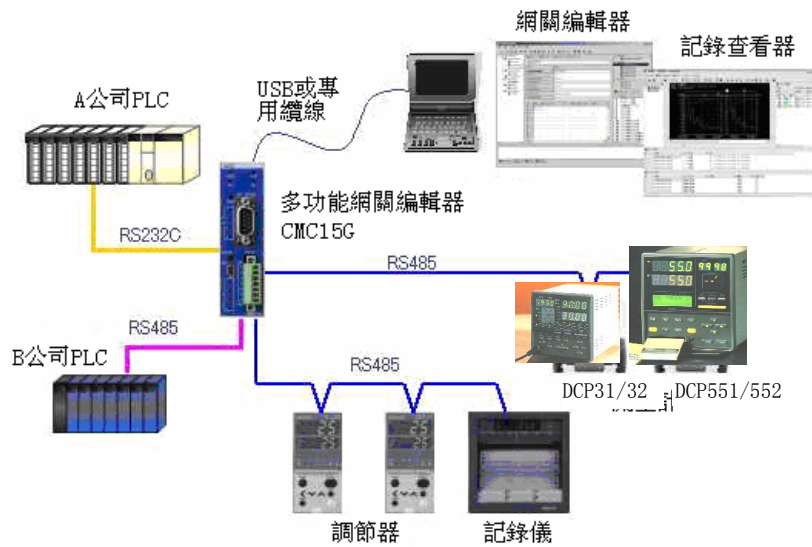 網關編輯器
記錄查看器
A公司PLC
USB或專
用纜線
多功能網關編輯器
CMC15G
RS232C
RS485
RS485
B公司PLC
RS485
DCP31/32
DCP551/552
調節器
記錄儀